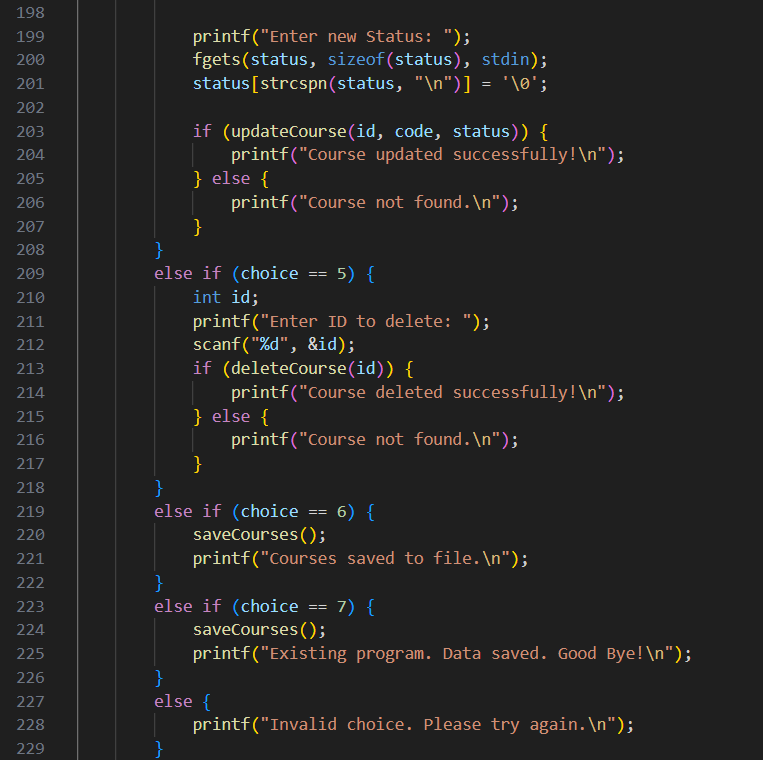 198
199 printf("Enter new Status: ");
200 fgets(status, sizeof(status), stdin);
201 status[strcspn(status, "\n")] = '\0';
202
203 if (updateCourse(id, code, status)) {
204 printf("Course updated successfully!\n");
205 } else {
206 printf("Course not found.\n");
207 }
208 }
209 else if (choice == 5) {
210 int id;
211 printf("Enter ID to delete: ");
212 scanf("%d", &id);
213 if (deleteCourse(id)) {
214 printf("Course deleted successfully!\n");
215 } else {
216 printf("Course not found.\n");
217 }
218 }
219 else if (choice == 6) {
220 saveCourses();
221 printf("Courses saved to file.\n");
222 }
223 else if (choice == 7) {
224 saveCourses();
225 printf("Existing program. Data saved. Good Bye!\n");
226 }
227 else {
228 printf("Invalid choice. Please try again.\n");
229 }